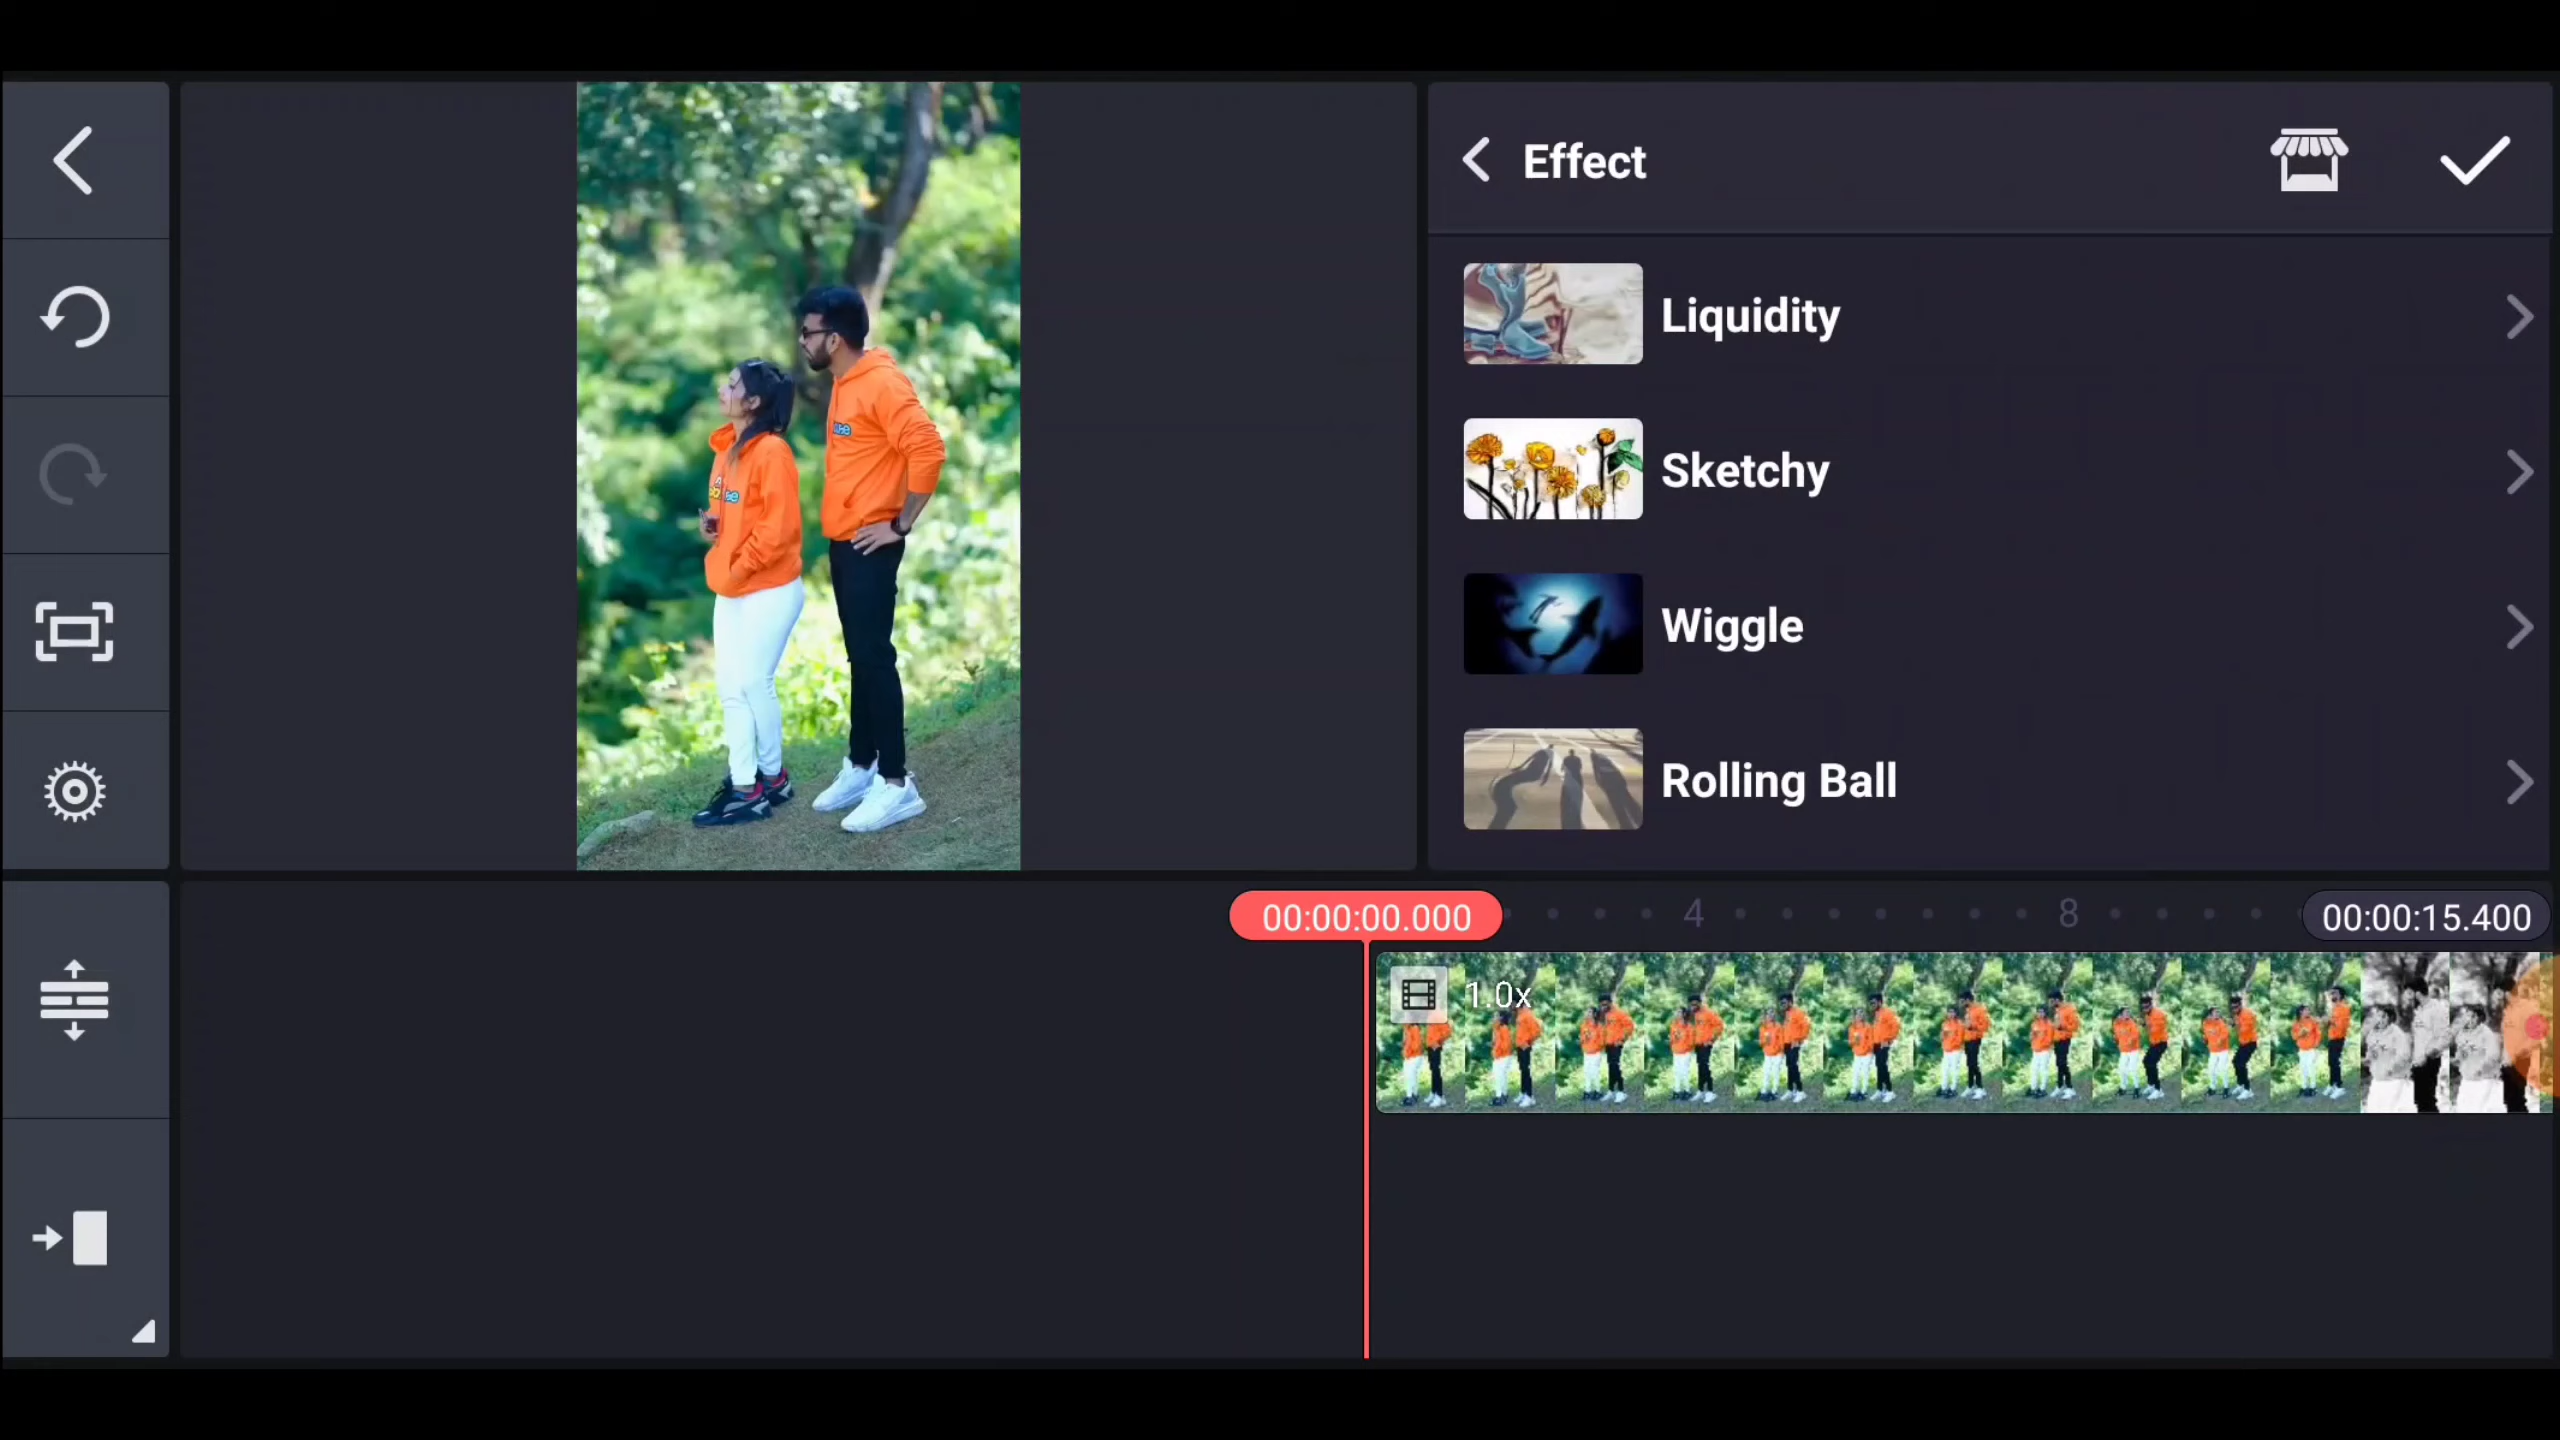 Effect
Liquidity
Sketchy
Wiggle
Rolling Ball
00:00:00.000
4
8
00:00:15.400
1.0x